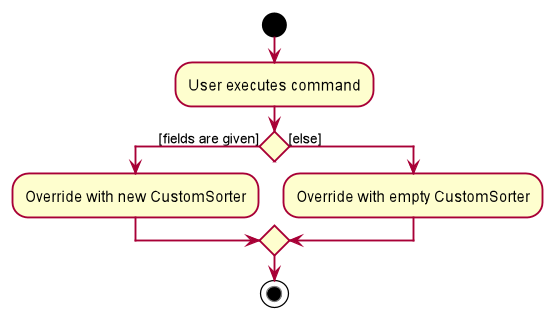 User executes command
[fields are given]
[else]
Override with new CustomSorter
Override with empty CustomSorter